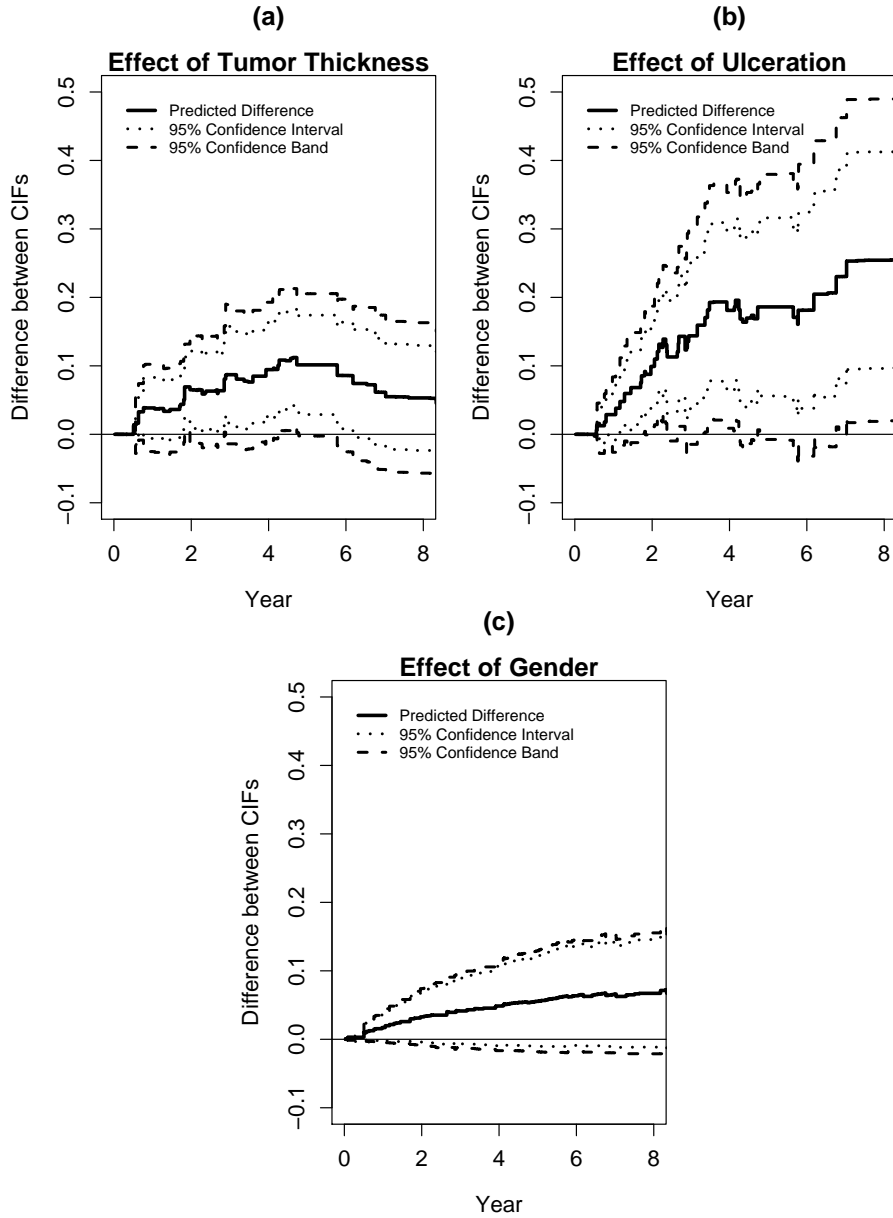 (a)
Effect of Tumor Thickness
Predicted Difference
95% Confidence Interval
95% Confidence Band
Difference between CIFs
0.5
0.4
0.3
0.2
0.1
0.0
−0.1
0 2 4 6 8
Year
(b)
Effect of Ulceration
Predicted Difference
95% Confidence Interval
95% Confidence Band
Difference between CIFs
0.5
0.4
0.3
0.2
0.1
0.0
−0.1
0 2 4 6 8
Year
(c)
Effect of Gender
Predicted Difference
95% Confidence Interval
95% Confidence Band
Difference between CIFs
0.5
0.4
0.3
0.2
0.1
0.0
−0.1
0 2 4 6 8
Year